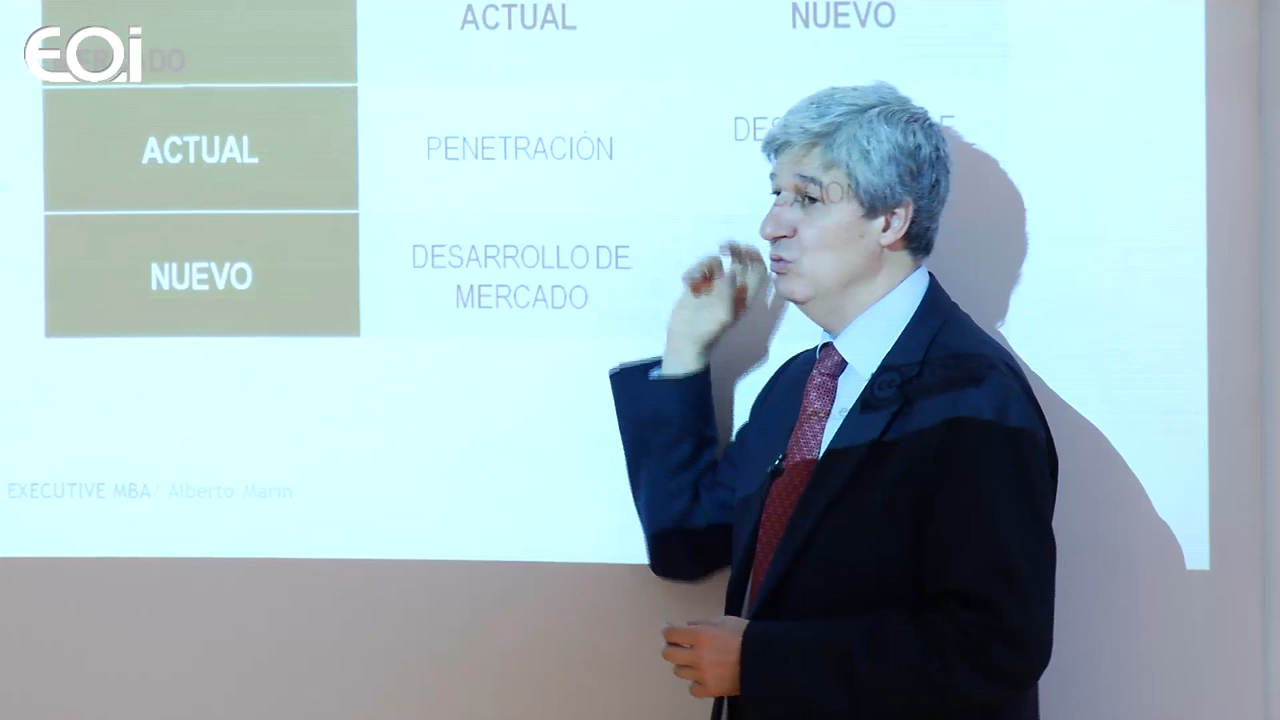 EOi
ACTUAL NUEVO
ACTUAL PENETRACIÓN
NUEVO DESARROLLO DE
MERCADO
EXECUTIVE MBA/ Alberto Marín